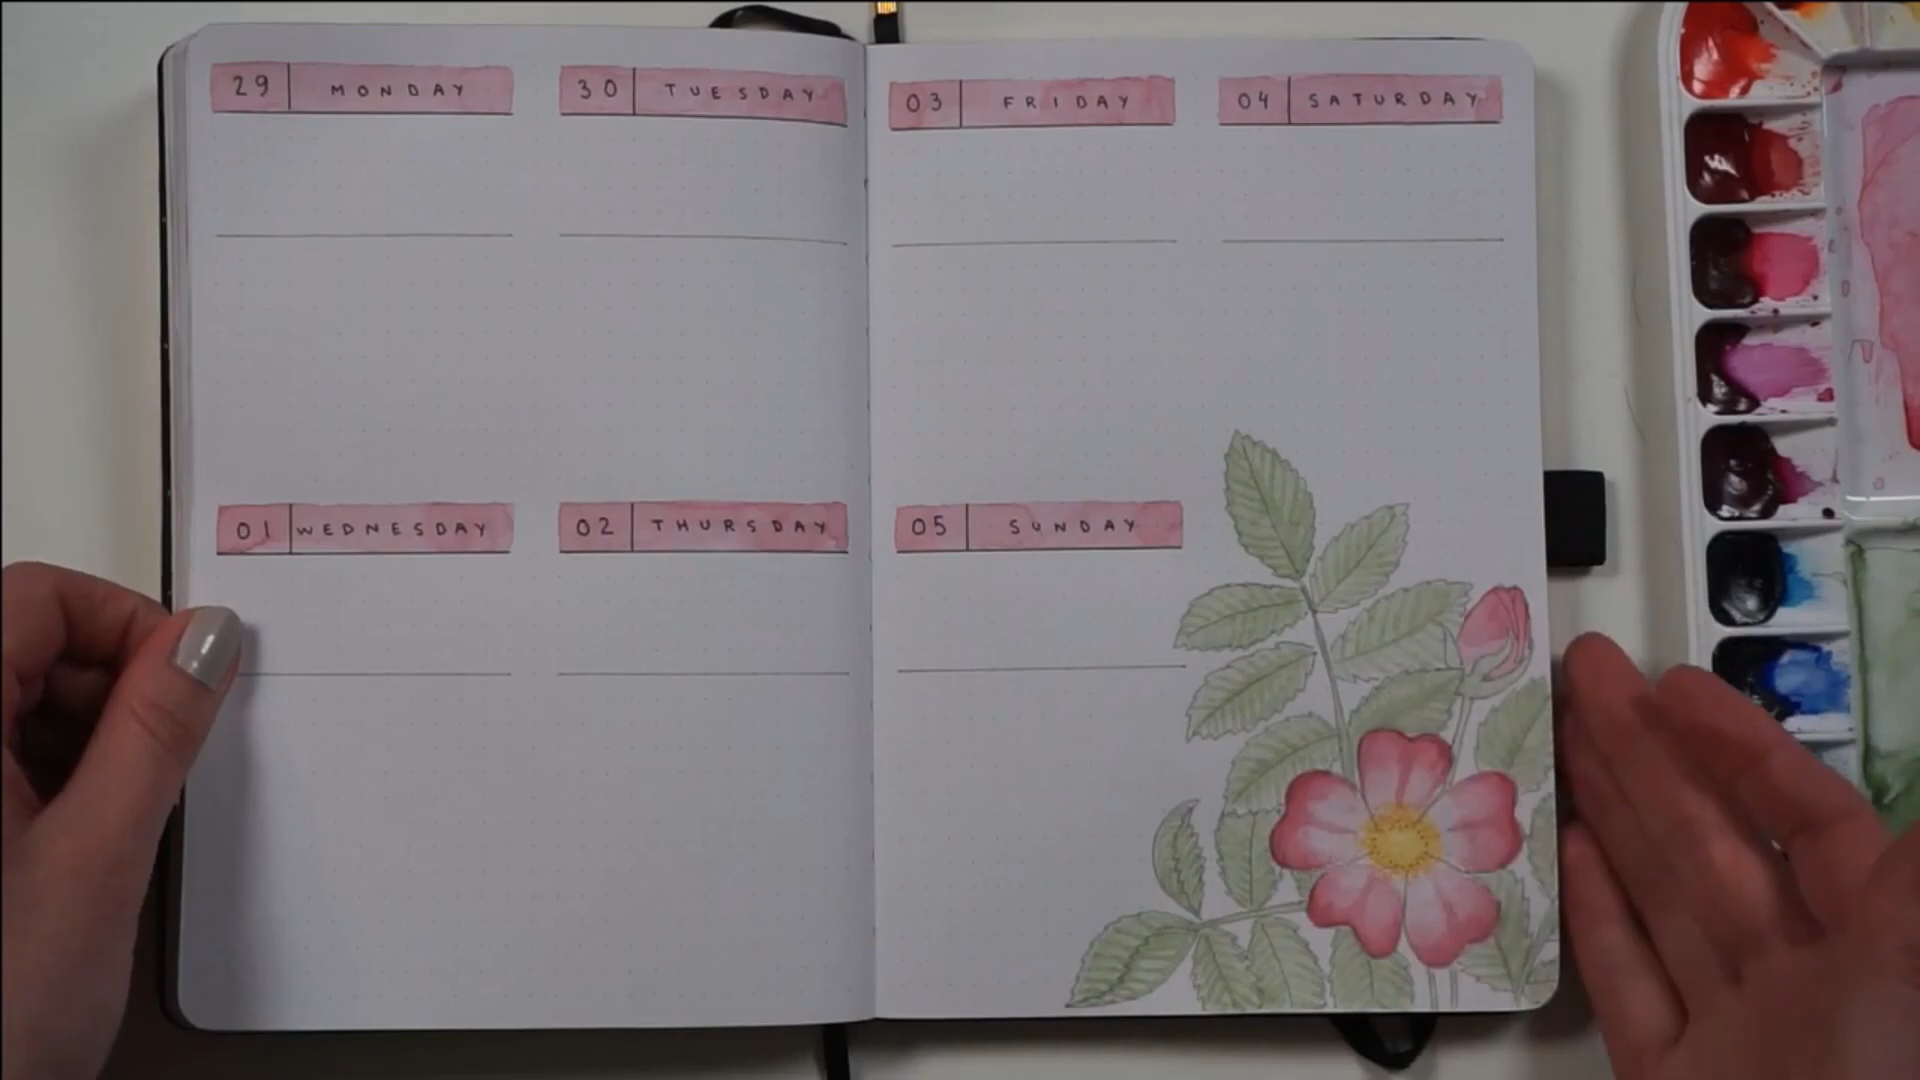 29 MONDAY
30 TUESDAY
01 WEDNESDAY
02 THURSDAY
03 FRIDAY
04 SATURDAY
05 SUNDAY